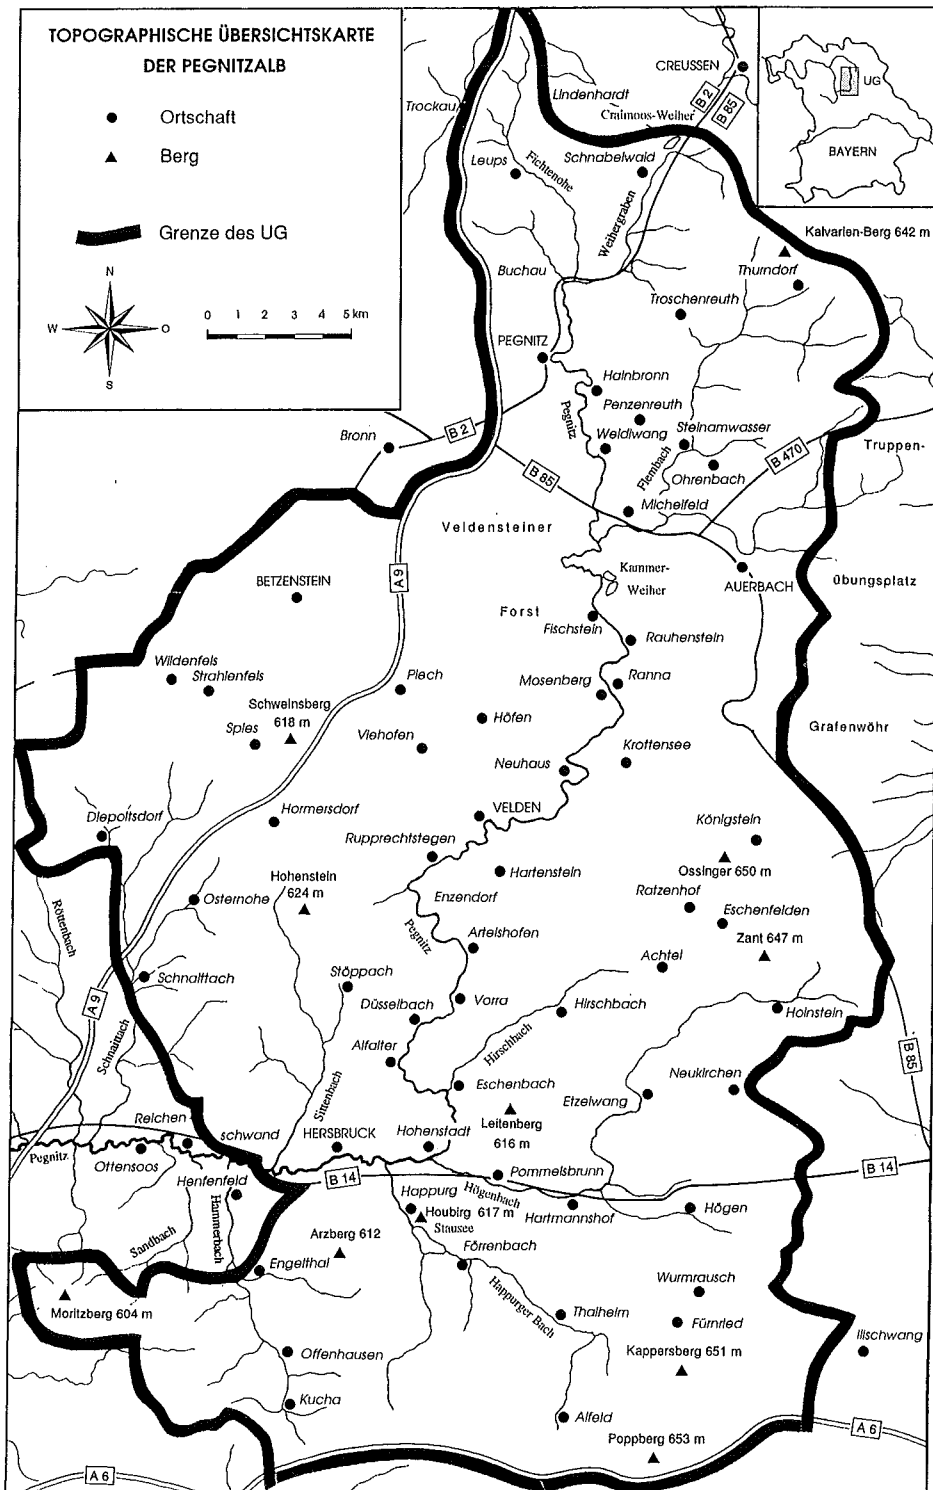 TOPOGRAPHISCHE ÜBERSICHTSKARTE
DER PEGNITZALB
Ortschaft
Berg
Grenze des UG
N
W
O
S
0 1 2 3 4 5 km
UG
BAYERN
CREUSSEN
B 2
B 85
Trockau
Lindenhardt
Craimoos-Weiher
Leups
Fichtenohe
Schnabelwald
Weihergraben
Kalvarien-Berg 642 m
Buchau
Thurndorf
Troschenreuth
PEGNITZ
Hainbronn
Pegnitz
Penzenreuth
Steinamwasser
Bronn
B 2
Weidlwang
Flembach
Ohrenbach
B 470
Truppen-
B 85
Michelfeld
Veldensteiner
A 9
Kammer-
Weiher
AUERBACH
übungsplatz
BETZENSTEIN
Forst
Fischstein
Rauhenstein
Wildenfels
Strahlenfels
Plech
Mosenberg
Ranna
Schweinsberg
618 m
Spies
Höfen
Viehofen
Grafenwöhr
Neuhaus
Krottensee
Diepoltsdorf
Hormersdorf
VELDEN
Königstein
Rupprechtstegen
Hartenstein
Ossinger 650 m
Hohenstein
624 m
Osternohe
Enzendorf
Ratzenhof
Eschenfelden
Röttenbach
Pegnitz
Artelshofen
Zant 647 m
Achtel
Schnaittach
Stöppach
Düsselbach
Vorra
Hirschbach
Holnstein
A 9
Schnaittach
Alfalter
Hirschbach
B 85
Sittenbach
Eschenbach
Etzelwang
Neukirchen
Leitenberg
616 m
Reichen
schwand
HERSBRUCK
Hohenstadt
Pegnitz
Ottensoos
B 14
Pommelsbrunn
B 14
Henfenfeld
Happurg
Högenbach
Hartmannshof
Högen
Houbirg 617 m
Stausee
Hammerbach
Sandbach
Arzberg 612
Förrenbach
Engelthal
Wurmrausch
Moritzberg 604 m
Happurger Bach
Thalheim
Fürnried
Illschwang
Offenhausen
Kappersberg 651 m
Kucha
Alfeld
Poppberg 653 m
A 6
A 6